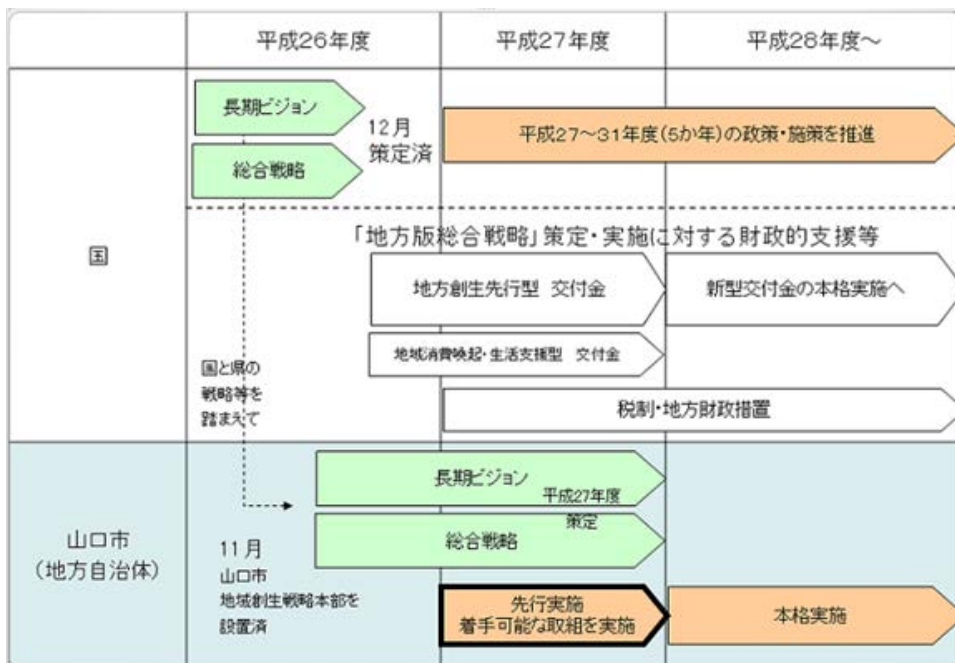 平成26年度
平成27年度
平成28年度～
国
長期ビジョン
総合戦略
12月
策定済
平成27～31年度(5か年)の政策・施策を推進
「地方版総合戦略」策定・実施に対する財政的支援等
地方創生先行型 交付金
新型交付金の本格実施へ
地域消費喚起・生活支援型 交付金
国と県の
戦略等を
踏まえて
税制・地方財政措置
山口市
(地方自治体)
長期ビジョン
平成27年度
策定
総合戦略
11月
山口市
地域創生戦略本部を
設置済
先行実施
着手可能な取組を実施
本格実施